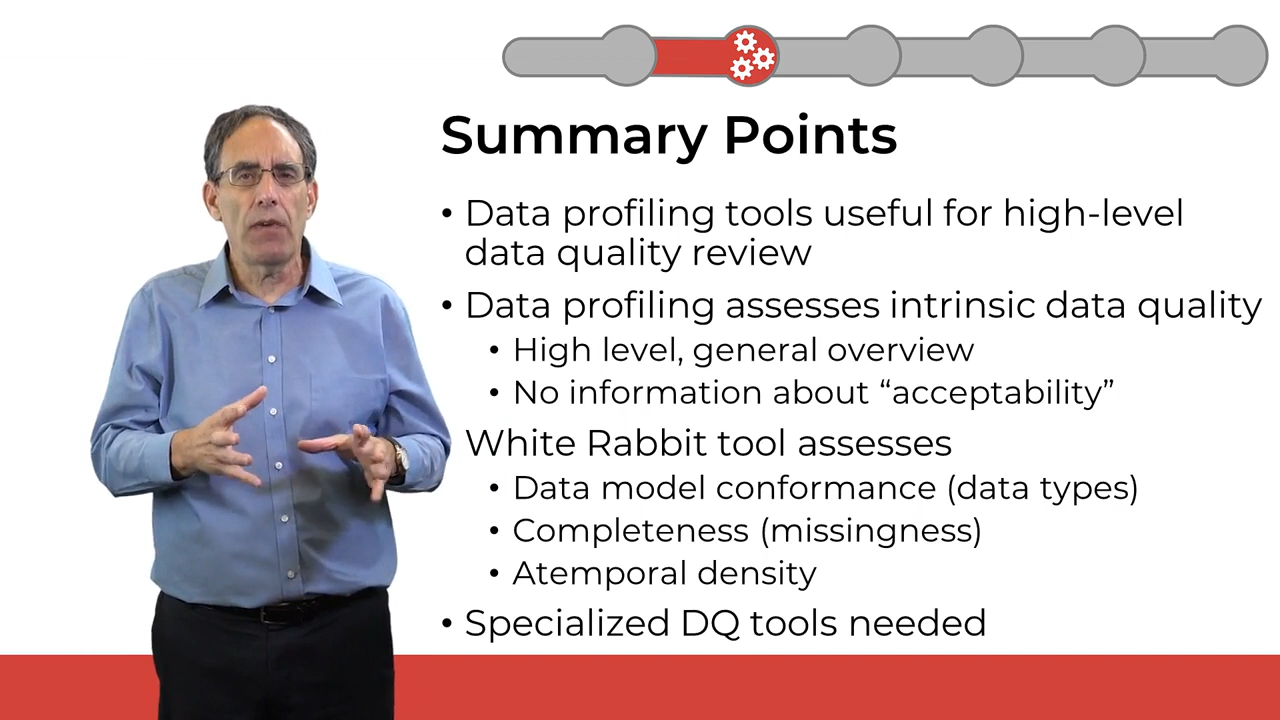 Summary Points
• Data profiling tools useful for high-level
data quality review
• Data profiling assesses intrinsic data quality
• High level, general overview
• No information about “acceptability”
White Rabbit tool assesses
• Data model conformance (data types)
• Completeness (missingness)
• Atemporal density
• Specialized DQ tools needed